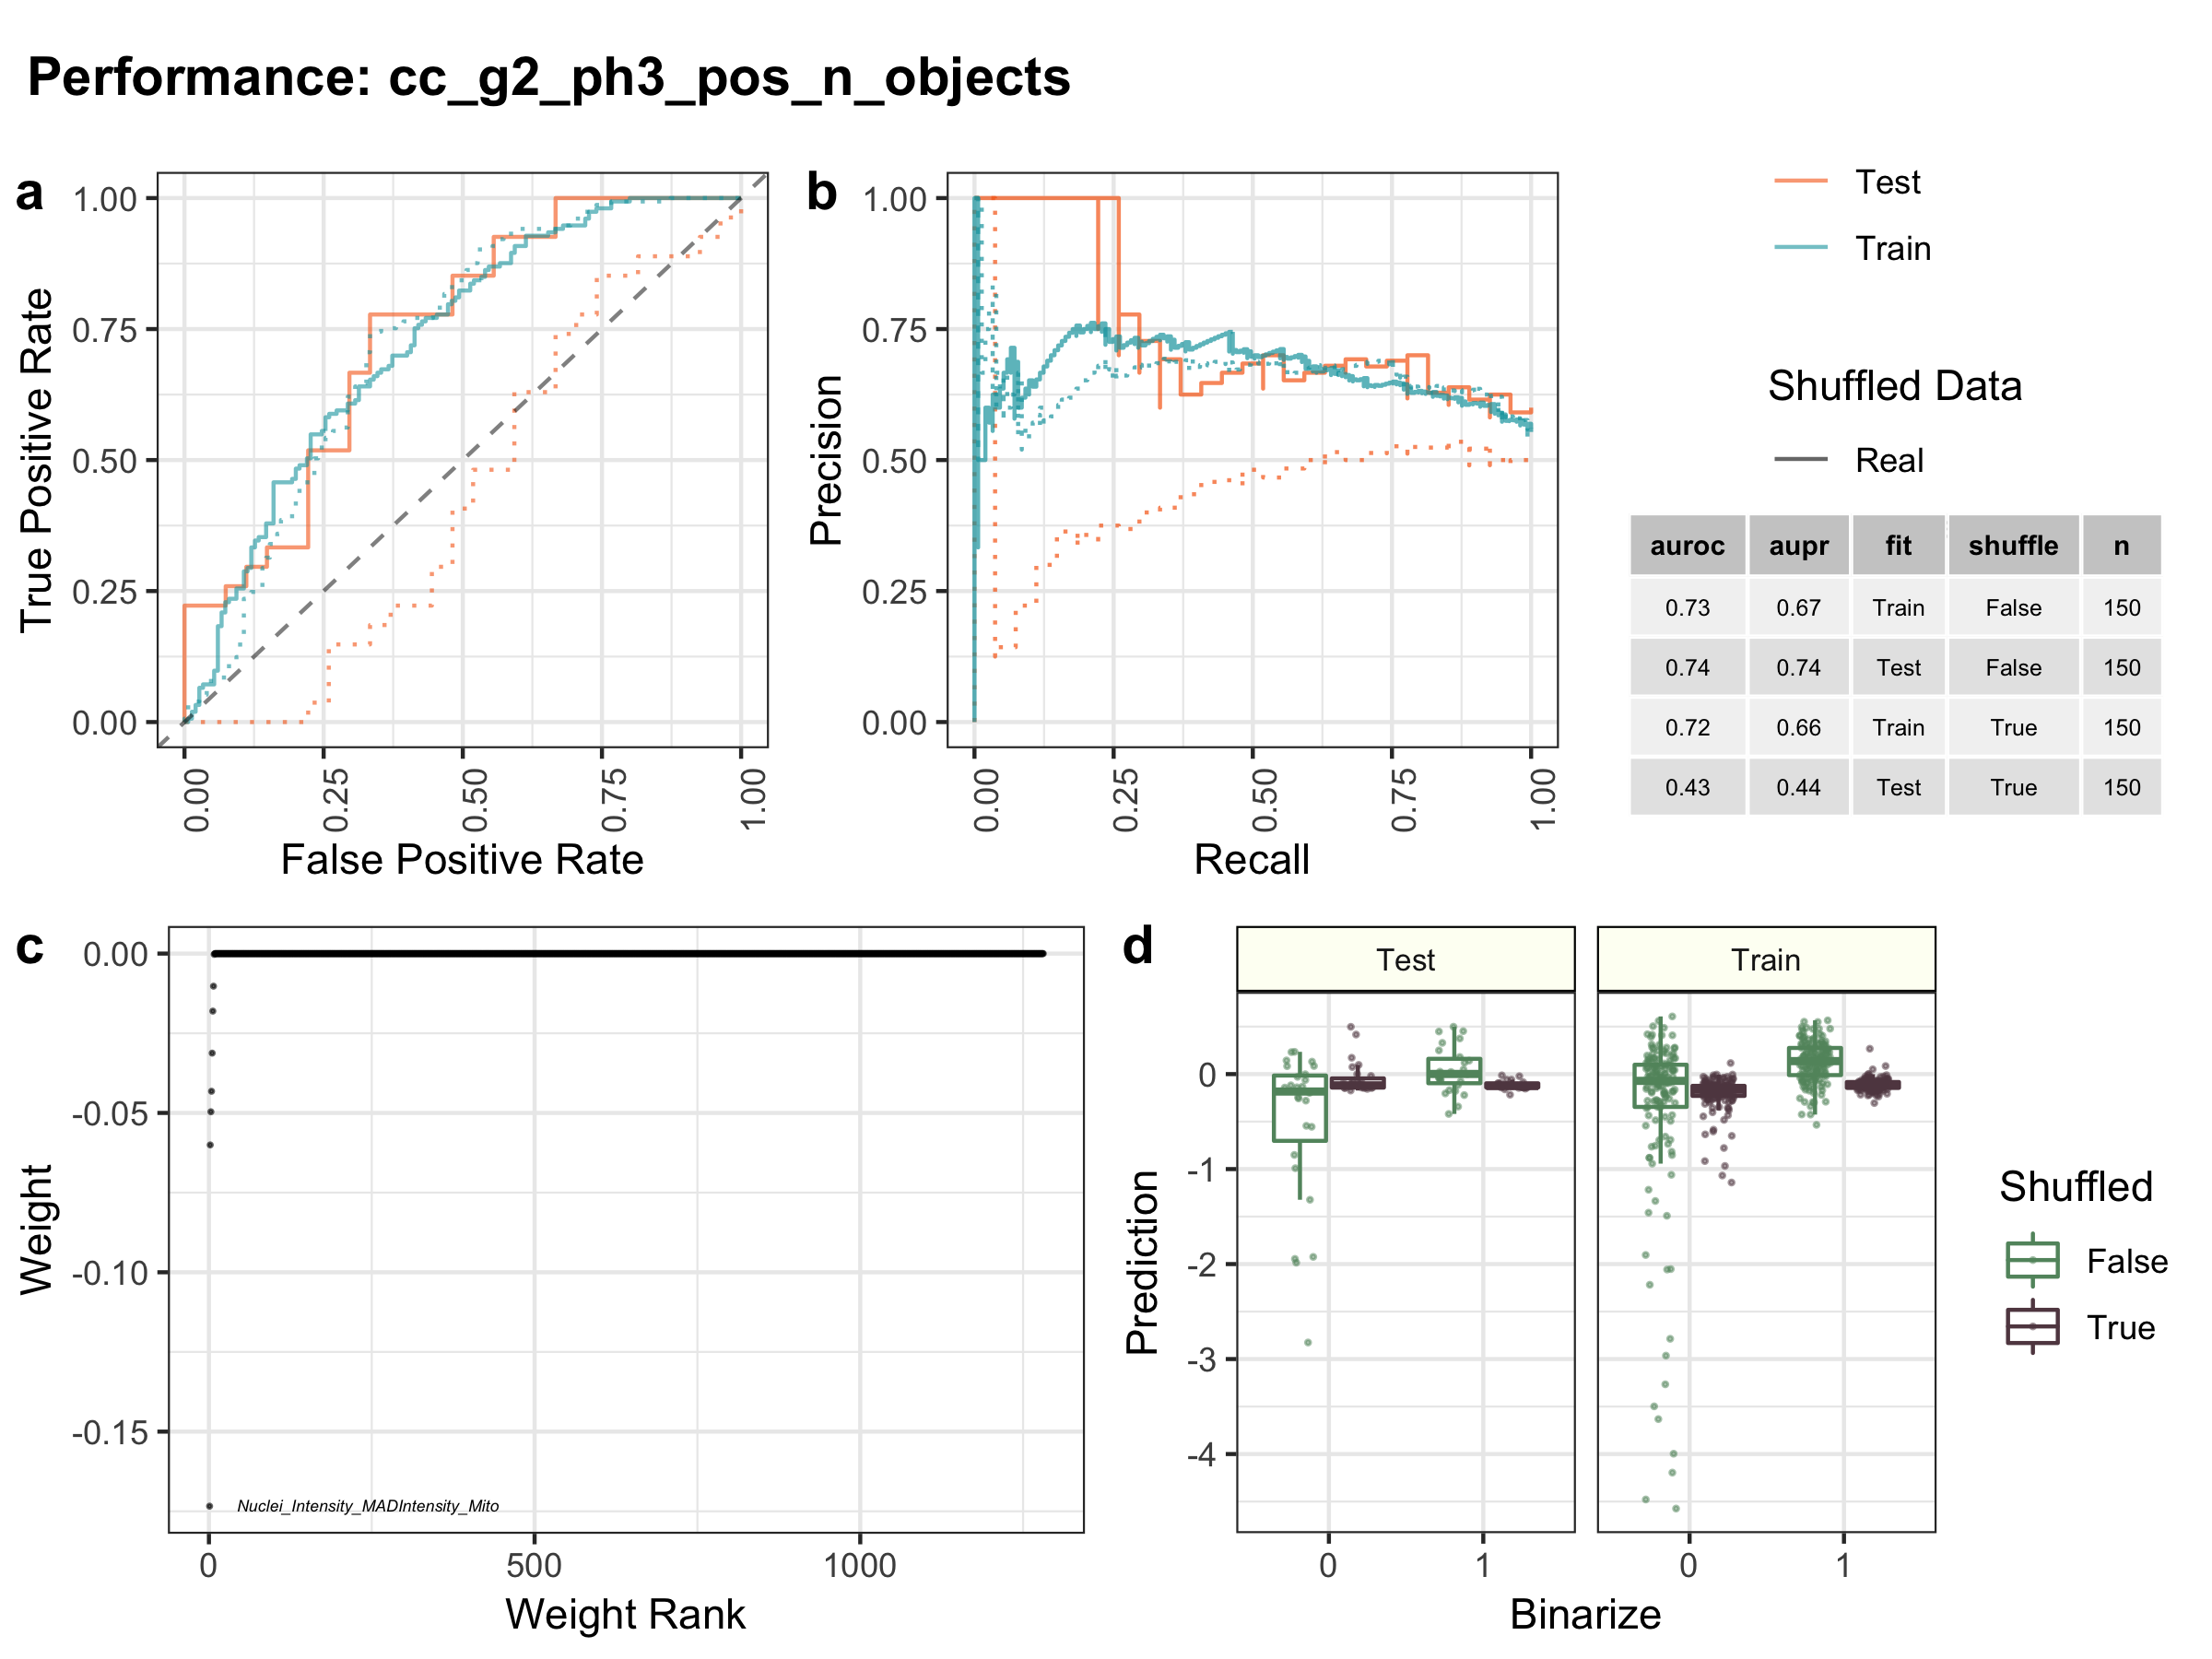 Performance: cc_g2_ph3_pos_n_objects
a
1.00
0.75
0.50
0.25
0.00
True Positive Rate
0.00
0.25
0.50
0.75
1.00
False Positive Rate
b
1.00
0.75
0.50
0.25
0.00
Precision
0.00
0.25
0.50
0.75
1.00
Recall
Test
Train
Shuffled Data
Real
auroc aupr fit shuffle n
0.73 0.67 Train False 150
0.74 0.74 Test False 150
0.72 0.66 Train True 150
0.43 0.44 Test True 150
c
0.00
-0.05
-0.10
-0.15
Weight
Nuclei_Intensity_MADIntensity_Mito
0 500 1000
Weight Rank
d
Test Train
0
-1
-2
-3
-4
Prediction
0 1 0 1
Binarize
Shuffled
False
True